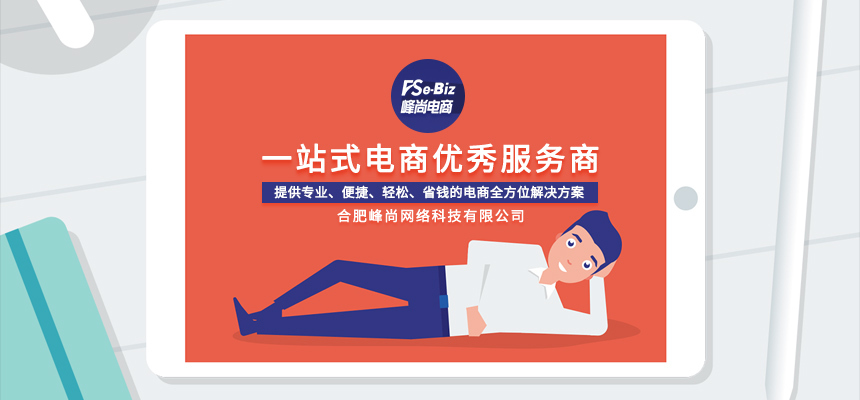 FSe-Biz
峰尚电商
一站式电商优秀服务商
提供专业、便捷、轻松、省钱的电商全方位解决方案
合肥峰尚网络科技有限公司